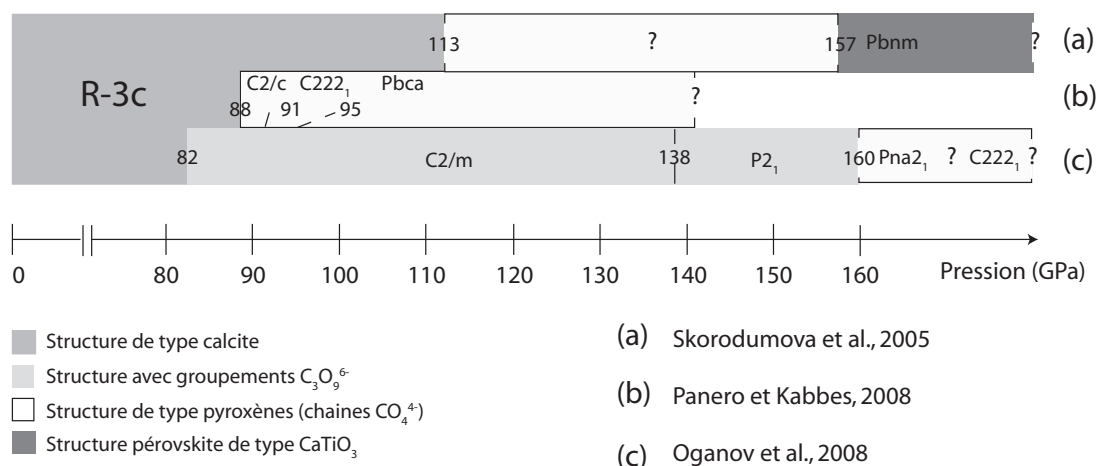 113 ? 157 Pbnm ? (a)
R-3c
C2/c C222₁ Pbca ? (b)
88 91 95
82 C2/m 138 P2₁ 160 Pna2₁ ? C222₁ ? (c)
0 80 90 100 110 120 130 140 150 160 Pression (GPa)
Structure de type calcite
Structure avec groupements C₃O₉⁶⁻
Structure de type pyroxènes (chaines CO₄⁴⁻)
Structure pérovskite de type CaTiO₃
(a) Skorodumova et al., 2005
(b) Panero et Kabbes, 2008
(c) Oganov et al., 2008